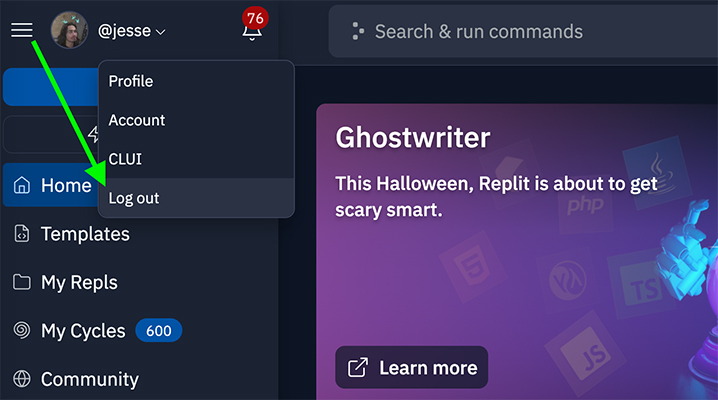 @jesse
76
Search & run commands
Profile
Account
CLUI
Log out
Home
Templates
My Repls
My Cycles 600
Community
Ghostwriter
This Halloween, Replit is about to get
scary smart.
php
TS
JS
Learn more